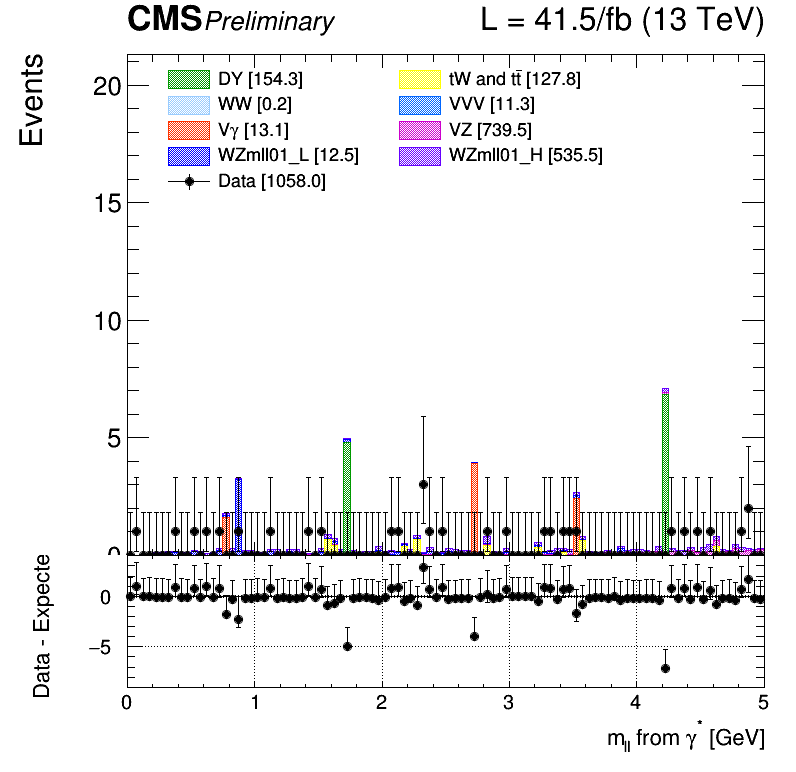 CMS Preliminary L = 41.5/fb (13 TeV)
Events
DY [154.3] tW and tt̄ [127.8]
WW [0.2] VVV [11.3]
Vγ [13.1] VZ [739.5]
WZmll01_L [12.5] WZmll01_H [535.5]
Data [1058.0]
20
15
10
5
0
Data - Expecte
0
−5
0 1 2 3 4 5
m_ll from γ* [GeV]